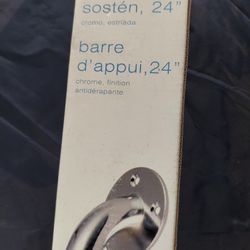 sostén, 24"
cromo, estriada
barre
d'appui, 24"
chrome, finition
antidérapante